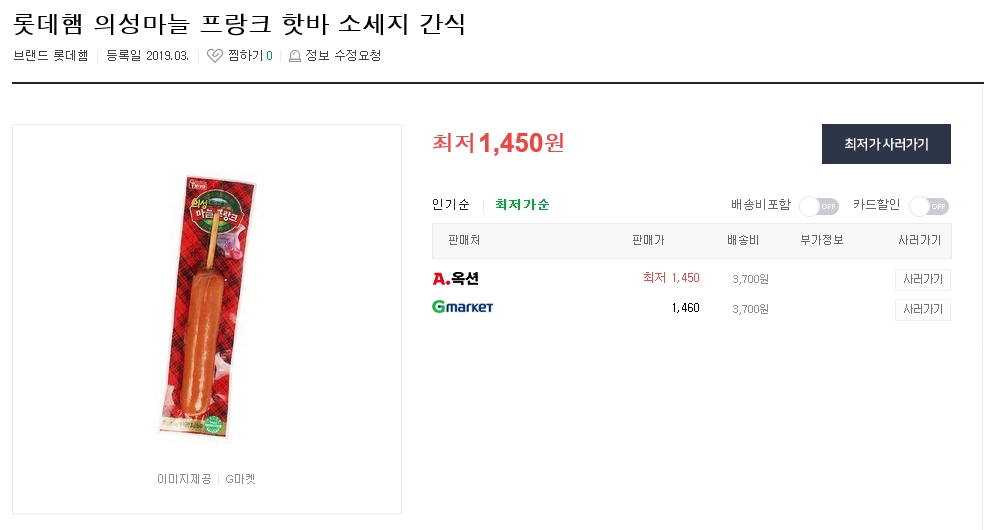 롯데햄 의성마늘 프랑크 핫바 소세지 간식
브랜드 롯데햄 등록일 2019.03. 찜하기 0 정보 수정요청
최저 1,450원
최저가 사러가기
인기순 최저가순
배송비포함 OFF 카드할인 OFF
판매처 판매가 배송비 부가정보 사러가기
A.옥션 최저 1,450 3,700원 사러가기
Gmarket 1,460 3,700원 사러가기
의성
마늘프랑크
이미지제공 G마켓